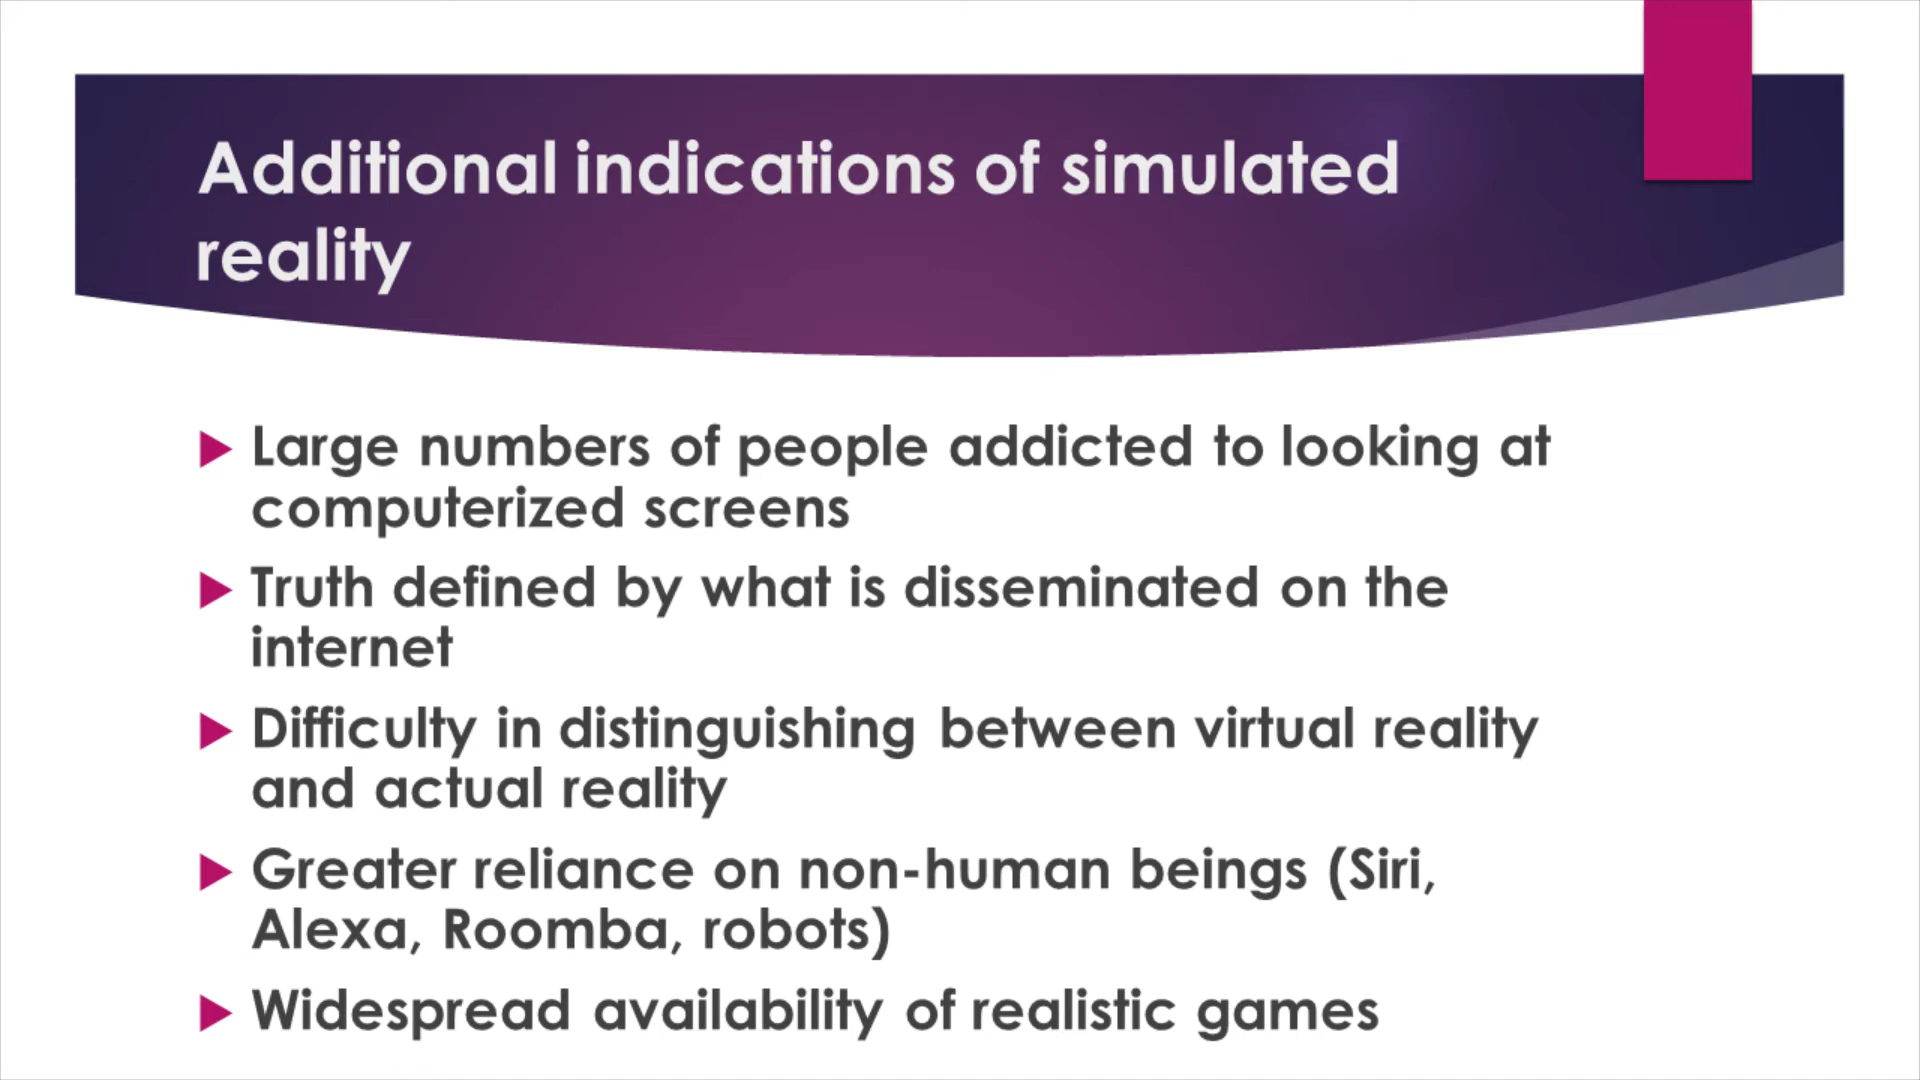 Additional indications of simulated
reality
Large numbers of people addicted to looking at
computerized screens
Truth defined by what is disseminated on the
internet
Difficulty in distinguishing between virtual reality
and actual reality
Greater reliance on non-human beings (Siri,
Alexa, Roomba, robots)
Widespread availability of realistic games